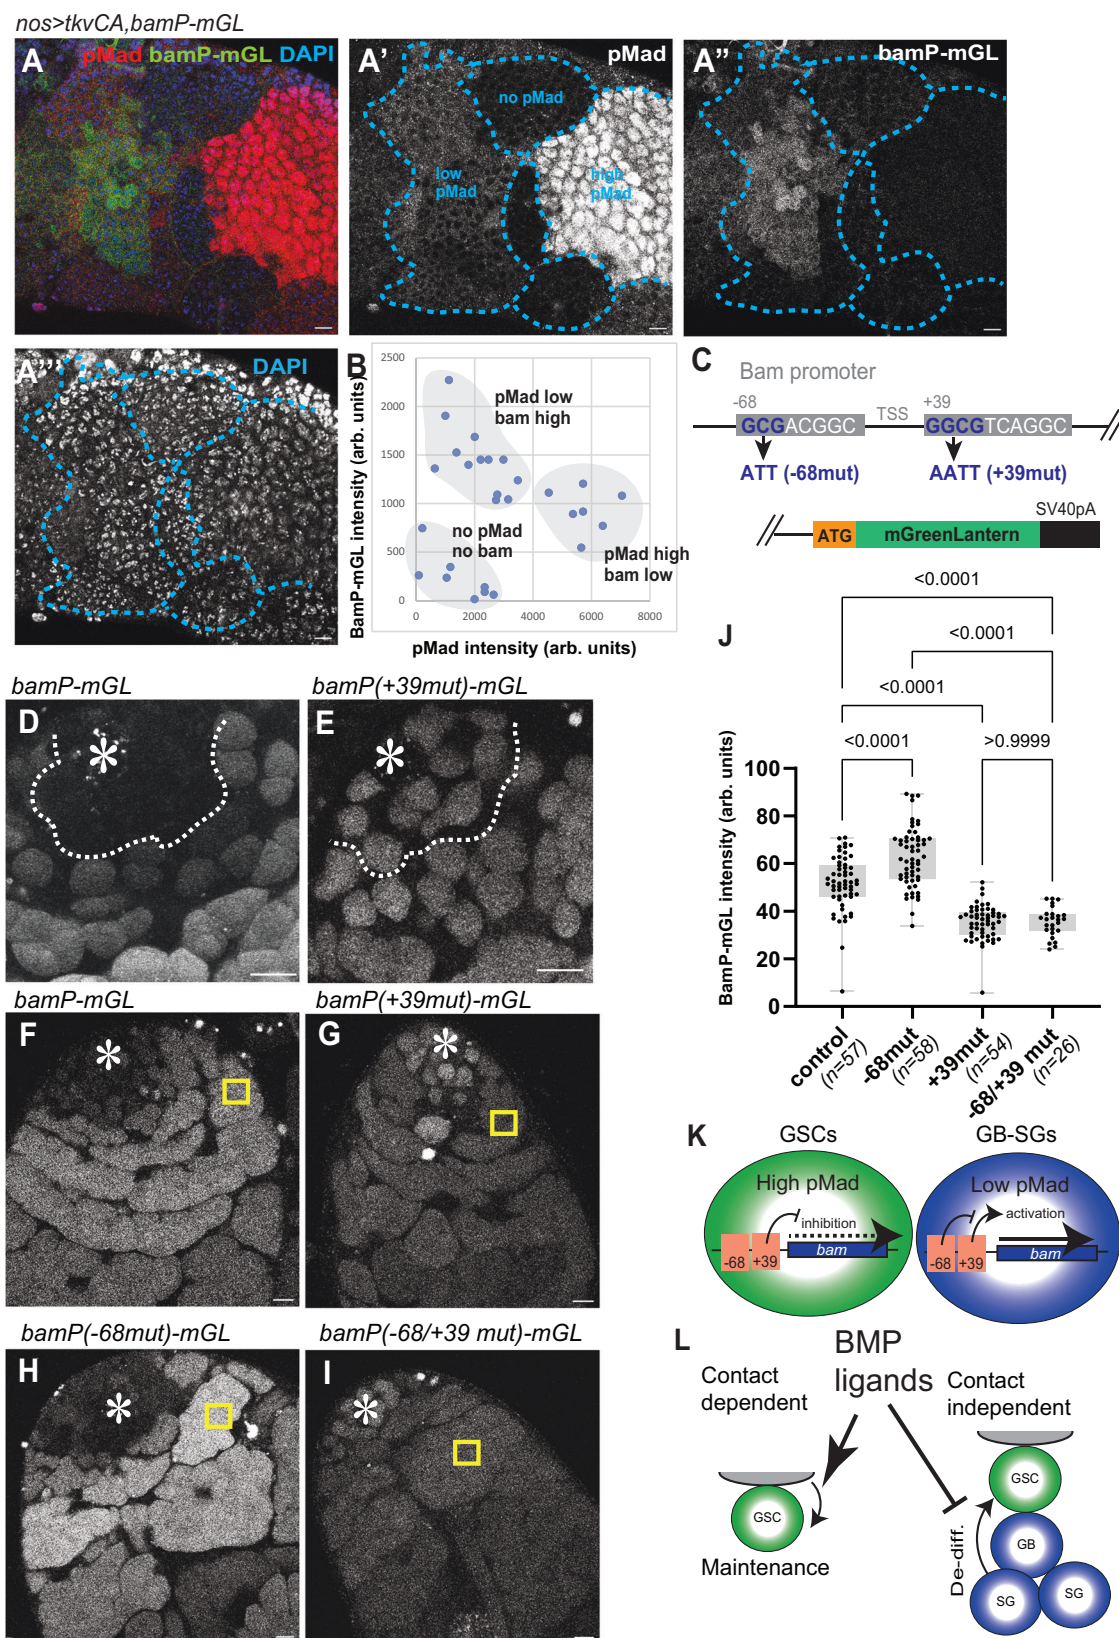 nos>tkvCA,bamP-mGL
A
pMad bamP-mGL DAPI
A'
pMad
no pMad
low
pMad
high
pMad
A''
bamP-mGL
A'''
DAPI
B
BamP-mGL intensity (arb. units)
2500
2000
1500
1000
500
0
0 2000 4000 6000 8000
pMad intensity (arb. units)
pMad low
bam high
no pMad
no bam
pMad high
bam low
C
Bam promoter
-68
TSS
+39
GCGACGGC
GGCGTCAGGC
ATT (-68mut)
AATT (+39mut)
SV40pA
ATG
mGreenLantern
bamP-mGL
D
*
bamP(+39mut)-mGL
E
*
bamP-mGL
F
*
bamP(+39mut)-mGL
G
*
bamP(-68mut)-mGL
H
*
bamP(-68/+39 mut)-mGL
I
*
J
<0.0001
<0.0001
<0.0001
<0.0001
>0.9999
BamP-mGL intensity (arb. units)
100
80
60
40
20
0
control
(n=57)
-68mut
(n=58)
+39mut
(n=54)
-68/+39 mut
(n=26)
K
GSCs
High pMad
inhibition
-68
+39
bam
GB-SGs
Low pMad
activation
-68
+39
bam
L
BMP
ligands
Contact
dependent
GSC
Maintenance
Contact
independent
De-diff.
GSC
GB
SG
SG